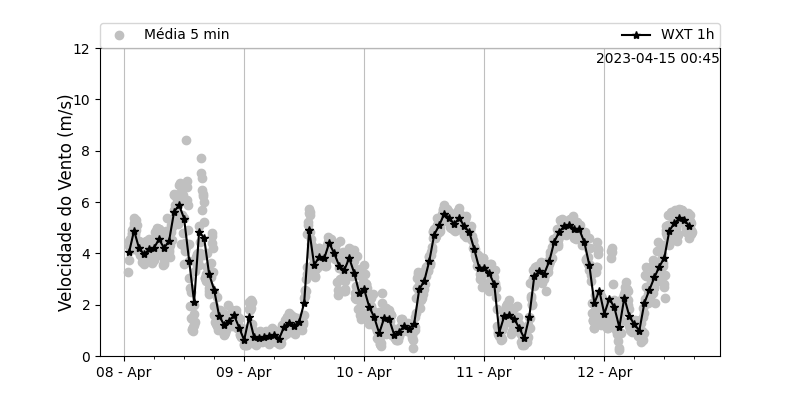 Média 5 min
WXT 1h
2023-04-15 00:45
Velocidade do Vento (m/s)
12
10
8
6
4
2
0
08 - Apr
09 - Apr
10 - Apr
11 - Apr
12 - Apr